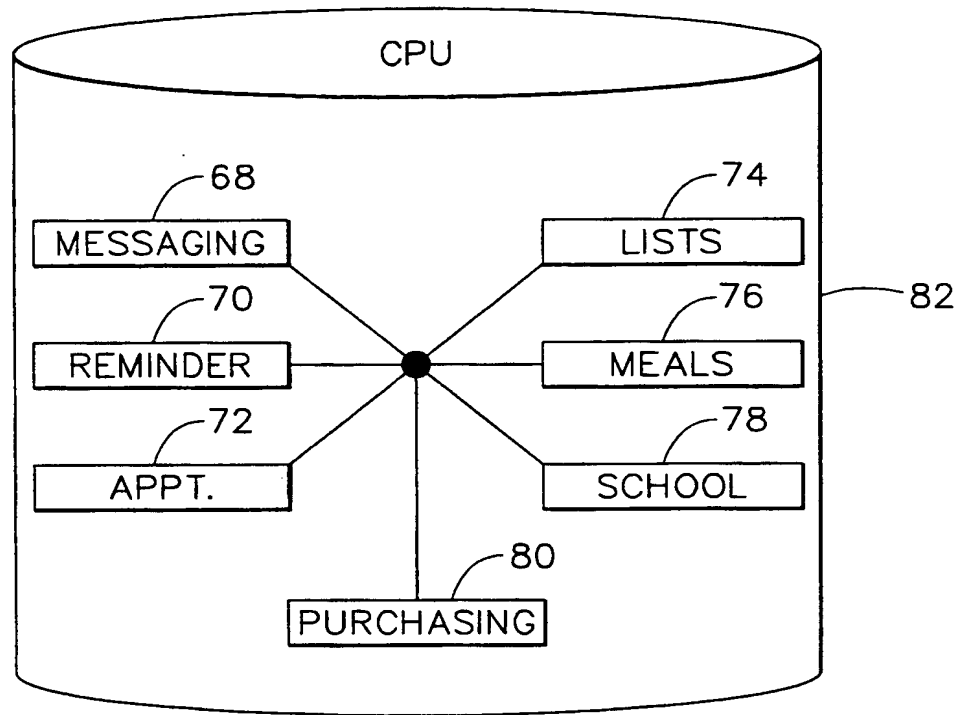 CPU
68
MESSAGING
74
LISTS
82
70
REMINDER
76
MEALS
72
APPT.
78
SCHOOL
80
PURCHASING